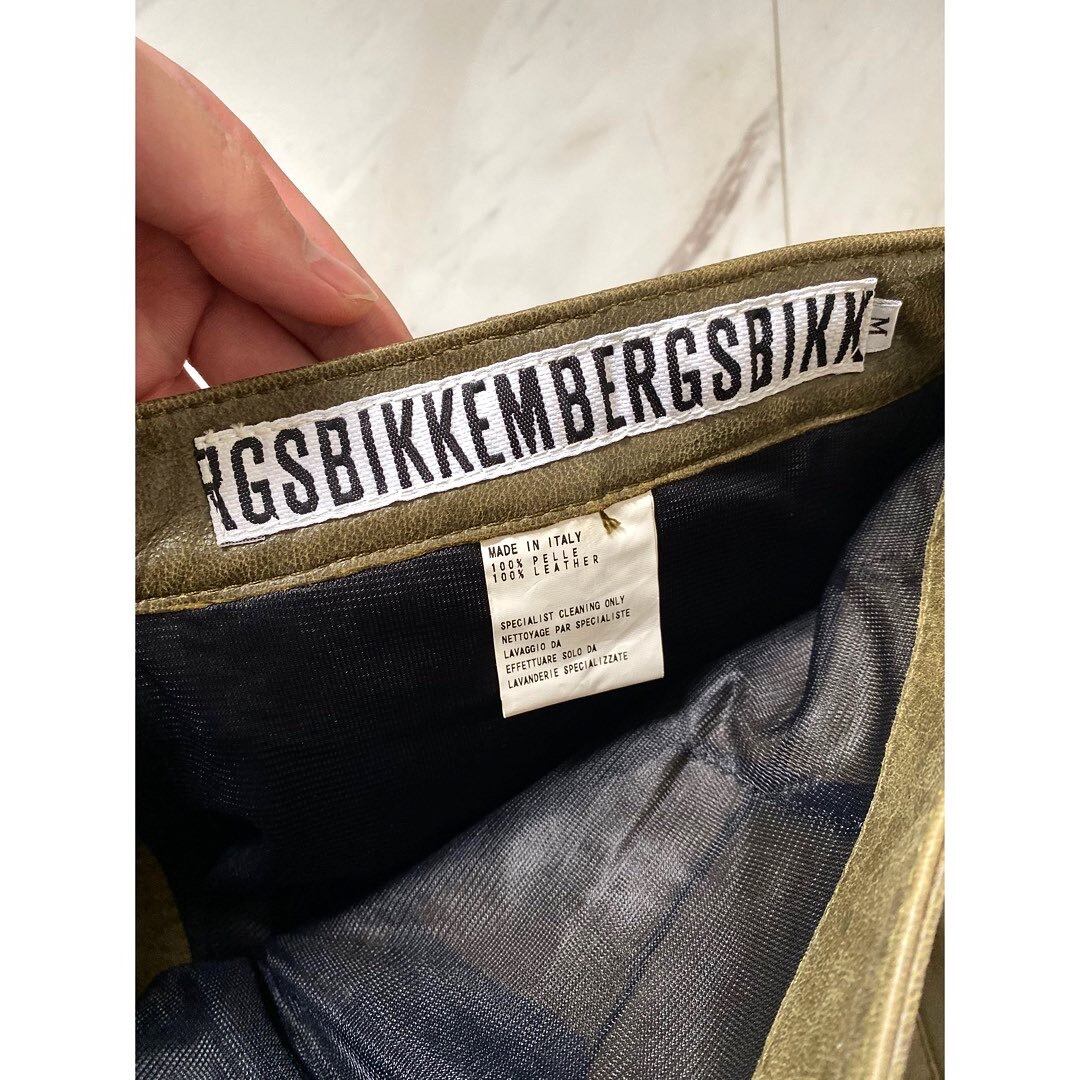 RGSBIKKEMBERGSBIKK
M
MADE IN ITALY
100% PELLE
100% LEATHER
SPECIALIST CLEANING ONLY
NETTOYAGE PAR SPECIALISTE
LAVAGGIO DA
EFFETTUARE SOLO DA
LAVANDERIE SPECIALIZZATE